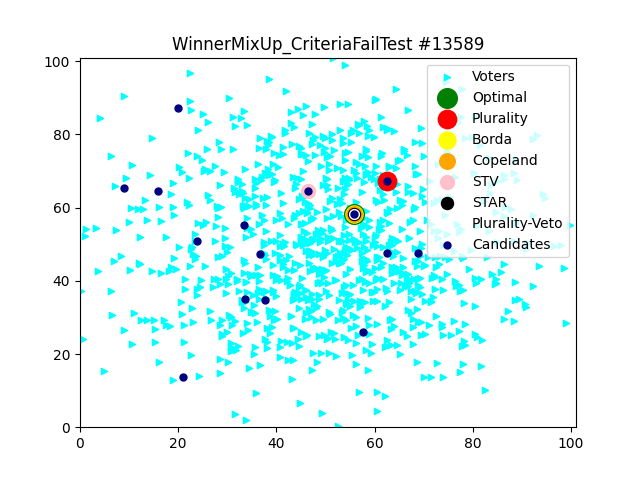 WinnerMixUp_CriteriaFailTest #13589
100
80
60
40
20
0
0 20 40 60 80 100
Voters
Optimal
Plurality
Borda
Copeland
STV
STAR
Plurality-Veto
Candidates